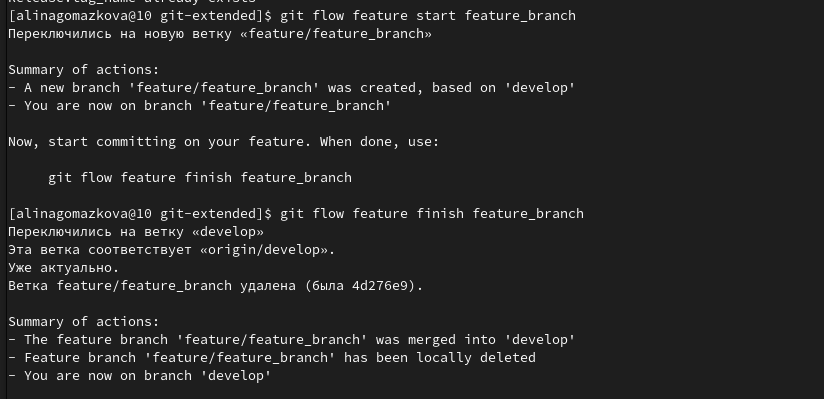 Release.tag_name already exists
[alinagomazkova@10 git-extended]$ git flow feature start feature_branch
Переключились на новую ветку «feature/feature_branch»
Summary of actions:
- A new branch 'feature/feature_branch' was created, based on 'develop'
- You are now on branch 'feature/feature_branch'
Now, start committing on your feature. When done, use:
git flow feature finish feature_branch
[alinagomazkova@10 git-extended]$ git flow feature finish feature_branch
Переключились на ветку «develop»
Эта ветка соответствует «origin/develop».
Уже актуально.
Ветка feature/feature_branch удалена (была 4d276e9).
Summary of actions:
- The feature branch 'feature/feature_branch' was merged into 'develop'
- Feature branch 'feature/feature_branch' has been locally deleted
- You are now on branch 'develop'